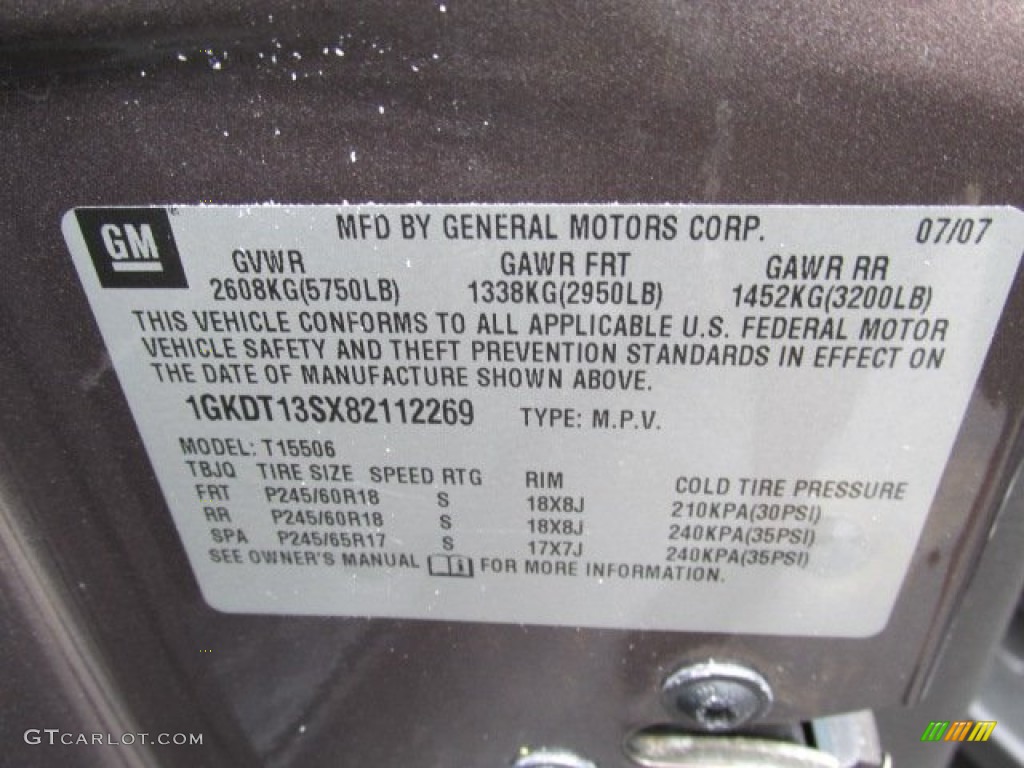 GM MFD BY GENERAL MOTORS CORP. 07/07
GVWR GAWR FRT GAWR RR
2608KG(5750LB) 1338KG(2950LB) 1452KG(3200LB)
THIS VEHICLE CONFORMS TO ALL APPLICABLE U.S. FEDERAL MOTOR
VEHICLE SAFETY AND THEFT PREVENTION STANDARDS IN EFFECT ON
THE DATE OF MANUFACTURE SHOWN ABOVE.
1GKDT13SX82112269 TYPE: M.P.V.
MODEL: T15506
TBJQ TIRE SIZE SPEED RTG RIM COLD TIRE PRESSURE
FRT P245/60R18 S 18X8J 210KPA(30PSI)
RR P245/60R18 S 18X8J 240KPA(35PSI)
SPA P245/65R17 S 17X7J 240KPA(35PSI)
SEE OWNER'S MANUAL FOR MORE INFORMATION.
GTCARLOT.COM